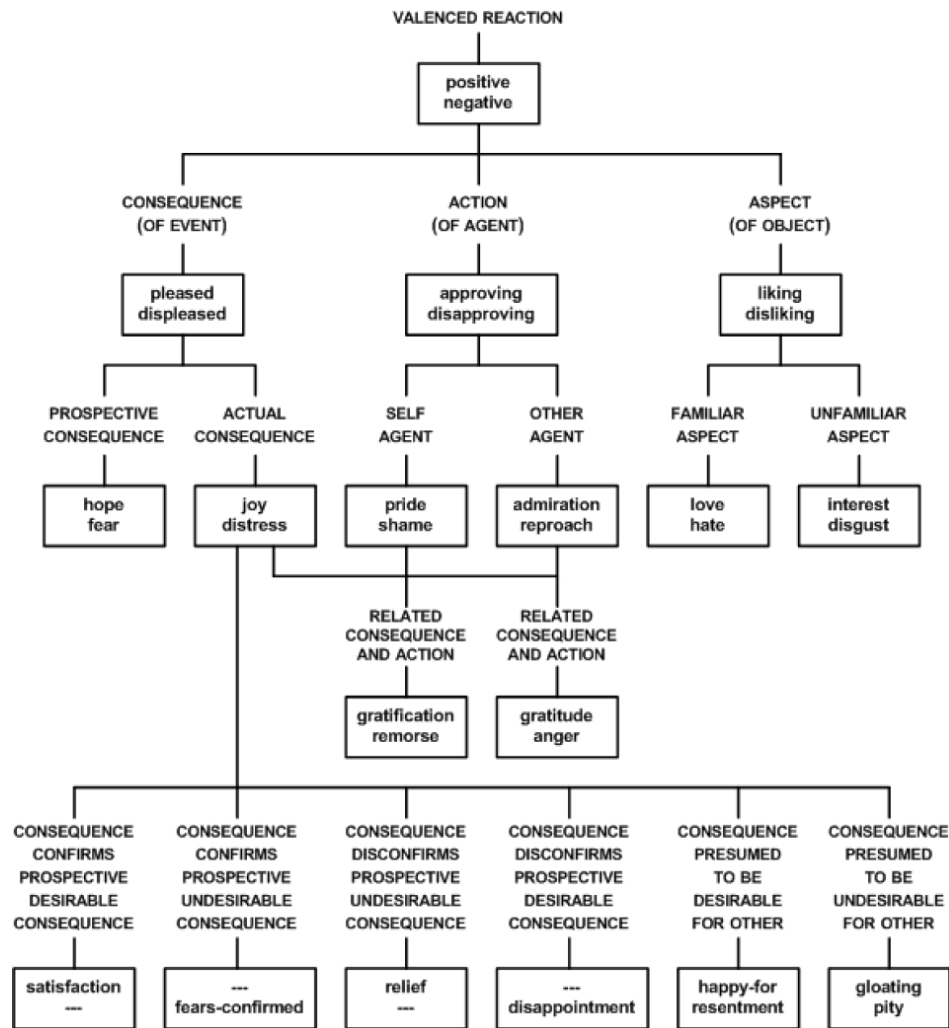 VALENCED REACTION
positive
negative
CONSEQUENCE
(OF EVENT)
ACTION
(OF AGENT)
ASPECT
(OF OBJECT)
pleased
displeased
approving
disapproving
liking
disliking
PROSPECTIVE
CONSEQUENCE
ACTUAL
CONSEQUENCE
SELF
AGENT
OTHER
AGENT
FAMILIAR
ASPECT
UNFAMILIAR
ASPECT
hope
fear
joy
distress
pride
shame
admiration
reproach
love
hate
interest
disgust
RELATED
CONSEQUENCE
AND ACTION
RELATED
CONSEQUENCE
AND ACTION
gratification
remorse
gratitude
anger
CONSEQUENCE
CONFIRMS
PROSPECTIVE
DESIRABLE
CONSEQUENCE
CONSEQUENCE
CONFIRMS
PROSPECTIVE
UNDESIRABLE
CONSEQUENCE
CONSEQUENCE
DISCONFIRMS
PROSPECTIVE
UNDESIRABLE
CONSEQUENCE
CONSEQUENCE
DISCONFIRMS
PROSPECTIVE
DESIRABLE
CONSEQUENCE
CONSEQUENCE
PRESUMED
TO BE
DESIRABLE
FOR OTHER
CONSEQUENCE
PRESUMED
TO BE
UNDESIRABLE
FOR OTHER
satisfaction
---
---
fears-confirmed
relief
---
---
disappointment
happy-for
resentment
gloating
pity